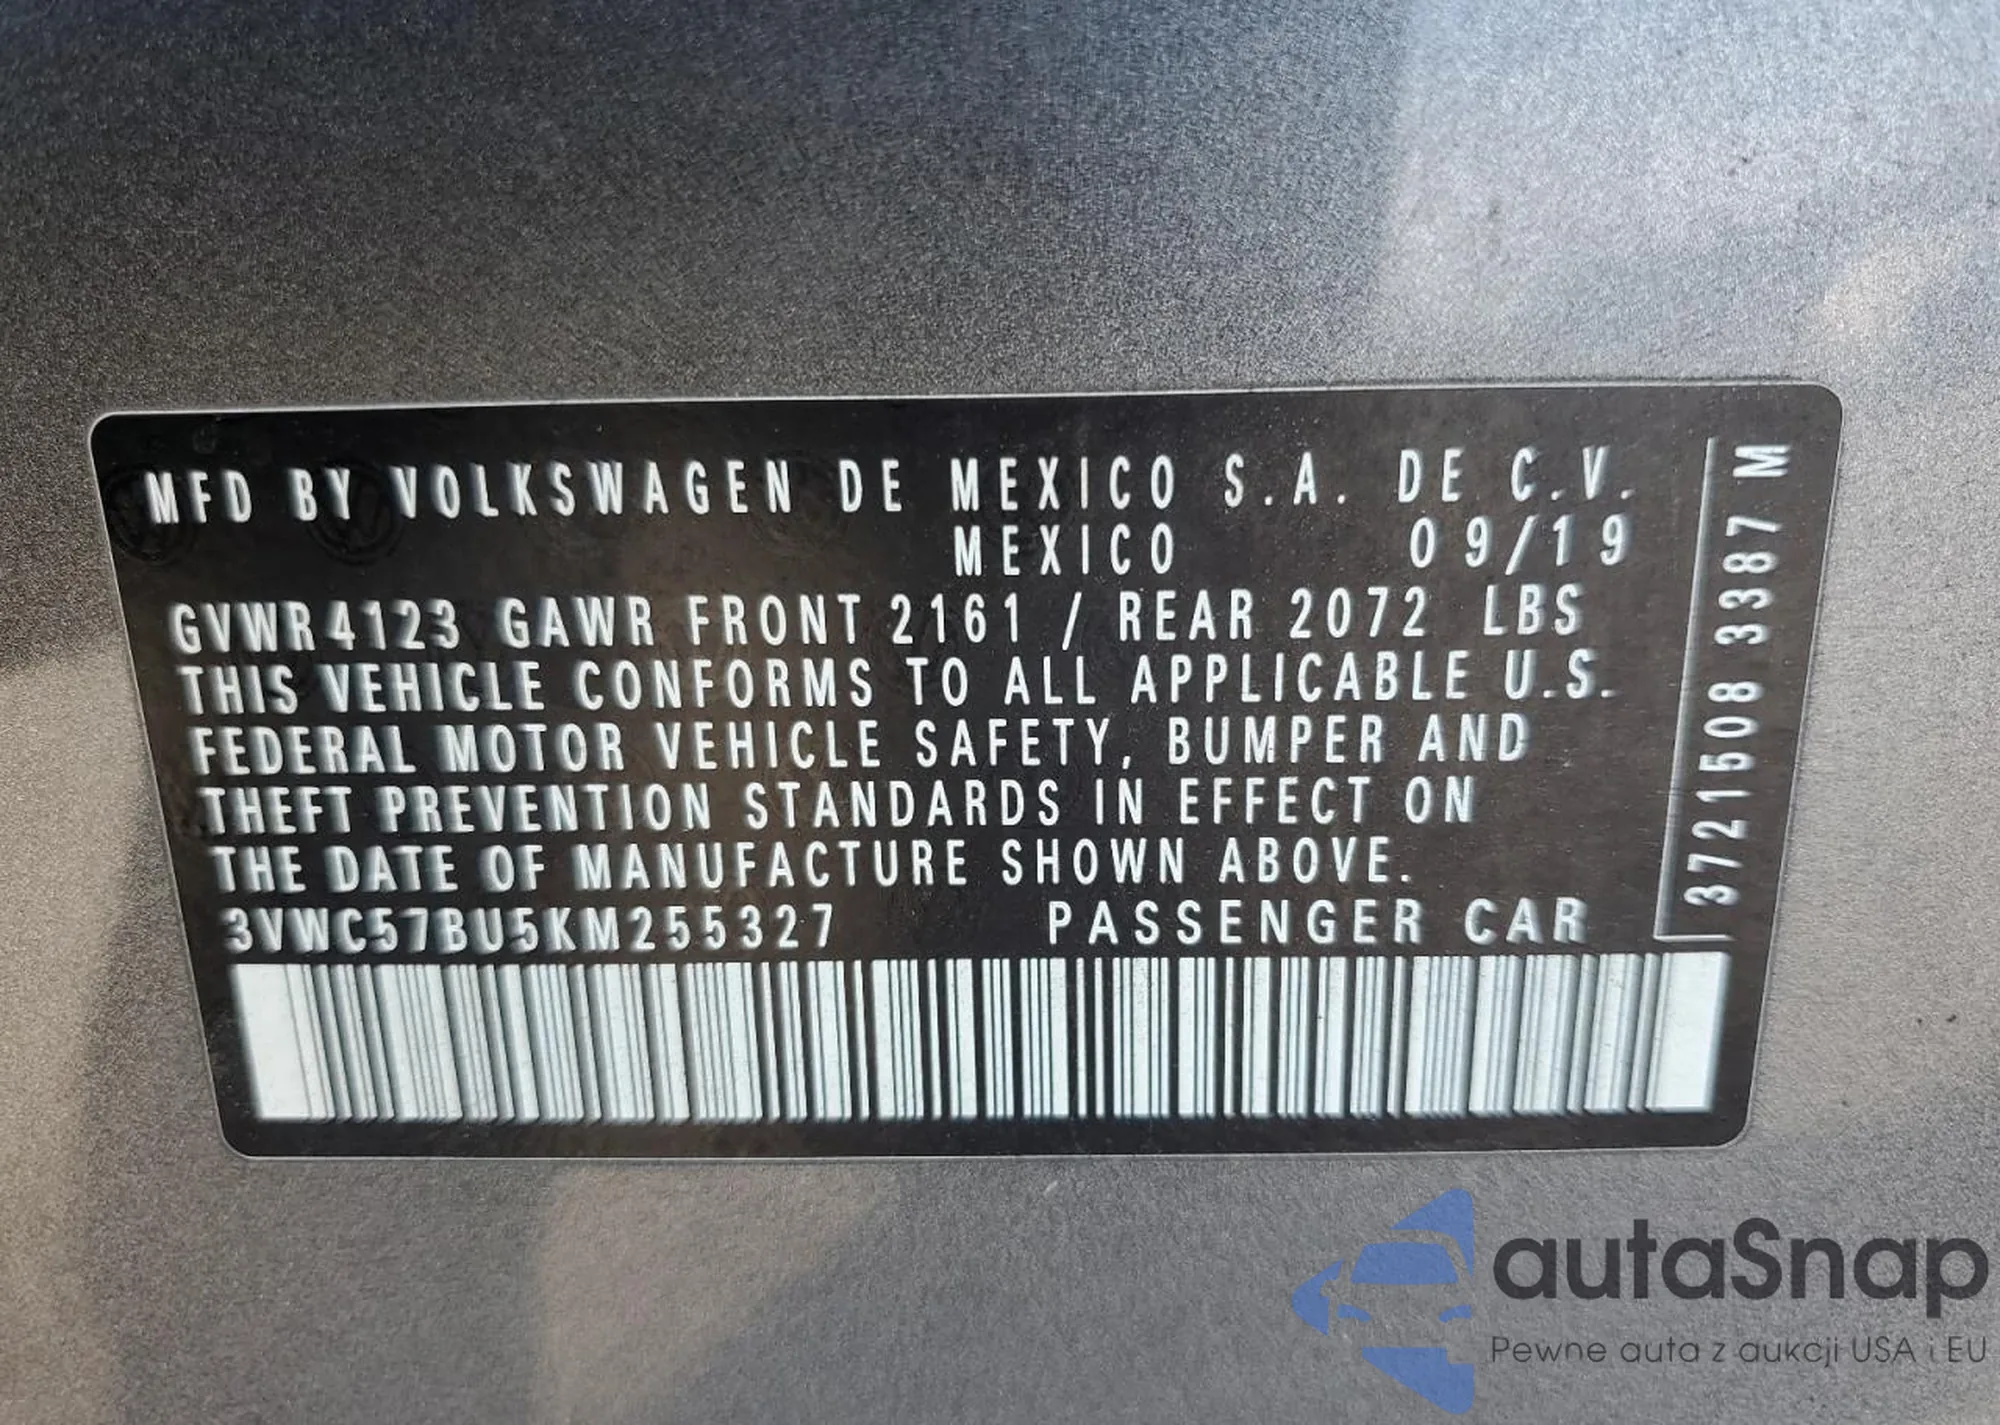 MFD BY VOLKSWAGEN DE MEXICO S.A. DE C.V.
MEXICO 09/19
GVWR 4123 GAWR FRONT 2161 / REAR 2072 LBS
THIS VEHICLE CONFORMS TO ALL APPLICABLE U.S.
FEDERAL MOTOR VEHICLE SAFETY, BUMPER AND
THEFT PREVENTION STANDARDS IN EFFECT ON
THE DATE OF MANUFACTURE SHOWN ABOVE.
3VWC57BU5KM255327 PASSENGER CAR
3721508 3387 M
autaSnap
Pewne auta z aukcji USA i EU